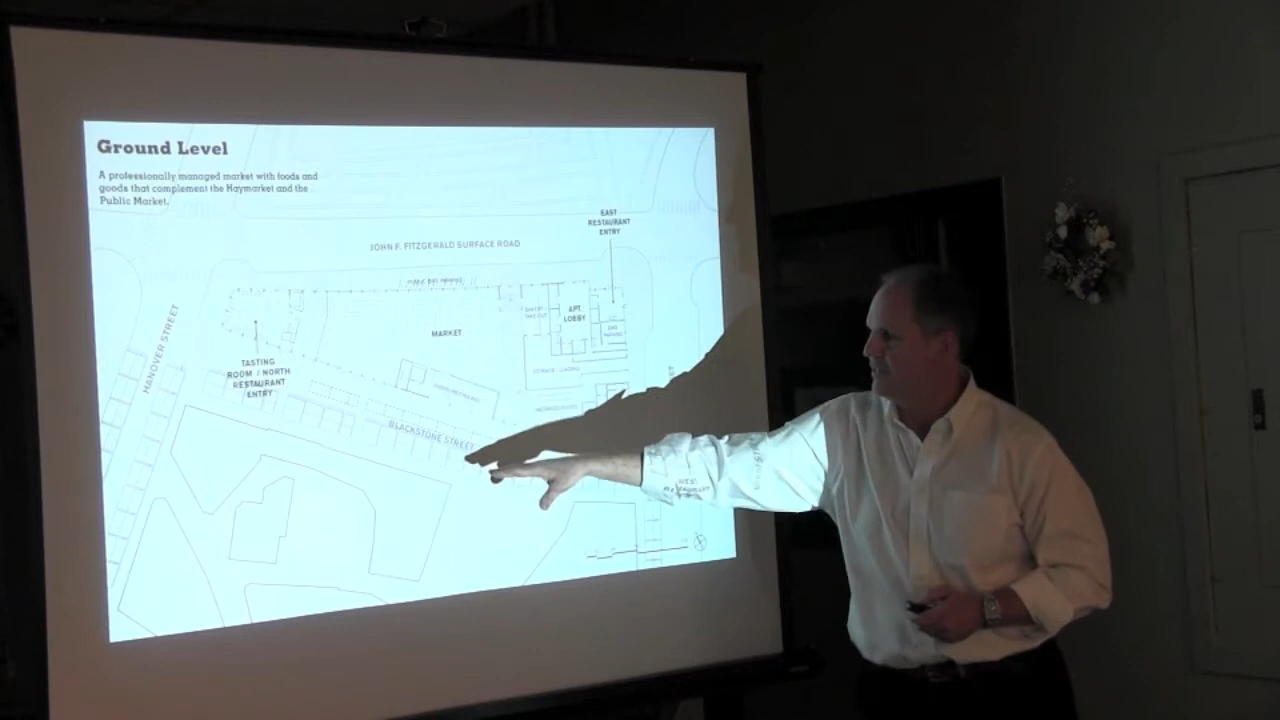 Ground Level
A professionally managed market with foods and
goods that complement the Haymarket and the
Public Market.
EAST
RESTAURANT
ENTRY
JOHN F. FITZGERALD SURFACE ROAD
APT.
LOBBY
MARKET
HANOVER STREET
TASTING
ROOM / NORTH
RESTAURANT
ENTRY
BLACKSTONE STREET